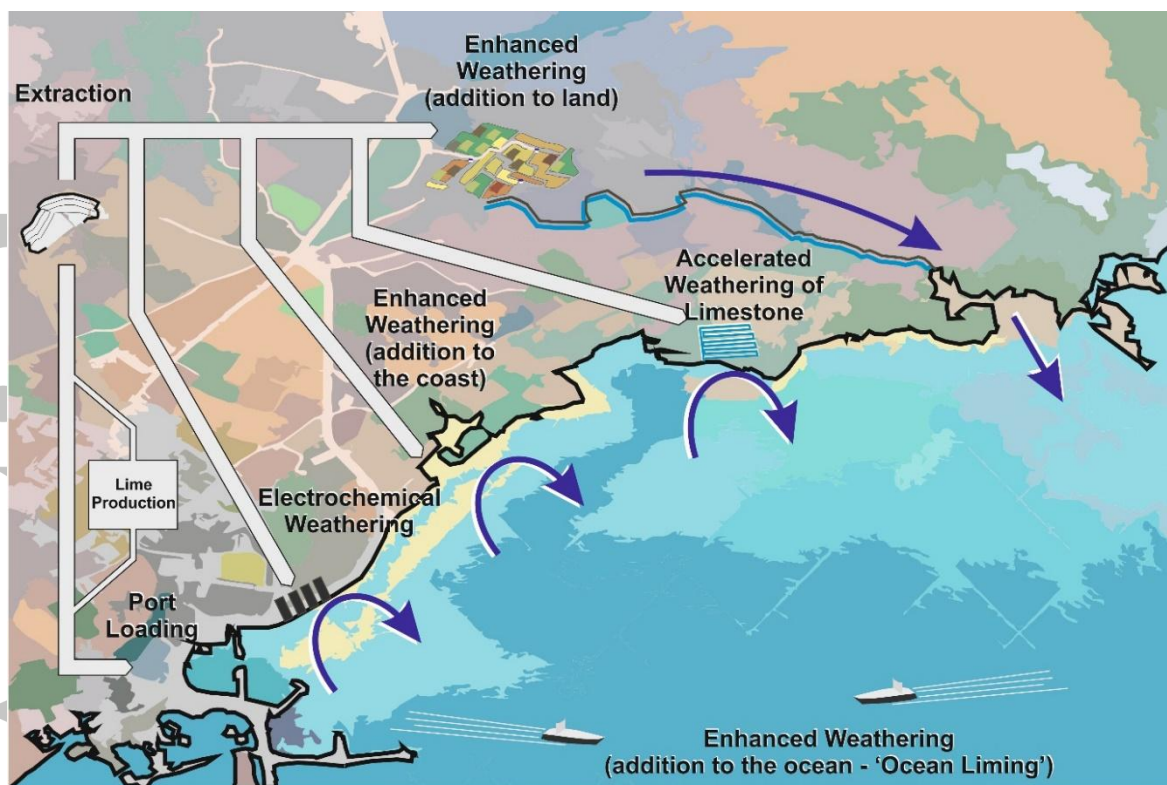 Enhanced
Weathering
(addition to land)
Extraction
Accelerated
Weathering of
Limestone
Enhanced
Weathering
(addition to
the coast)
Lime
Production
Electrochemical
Weathering
Port
Loading
Enhanced Weathering
(addition to the ocean - ‘Ocean Liming’)